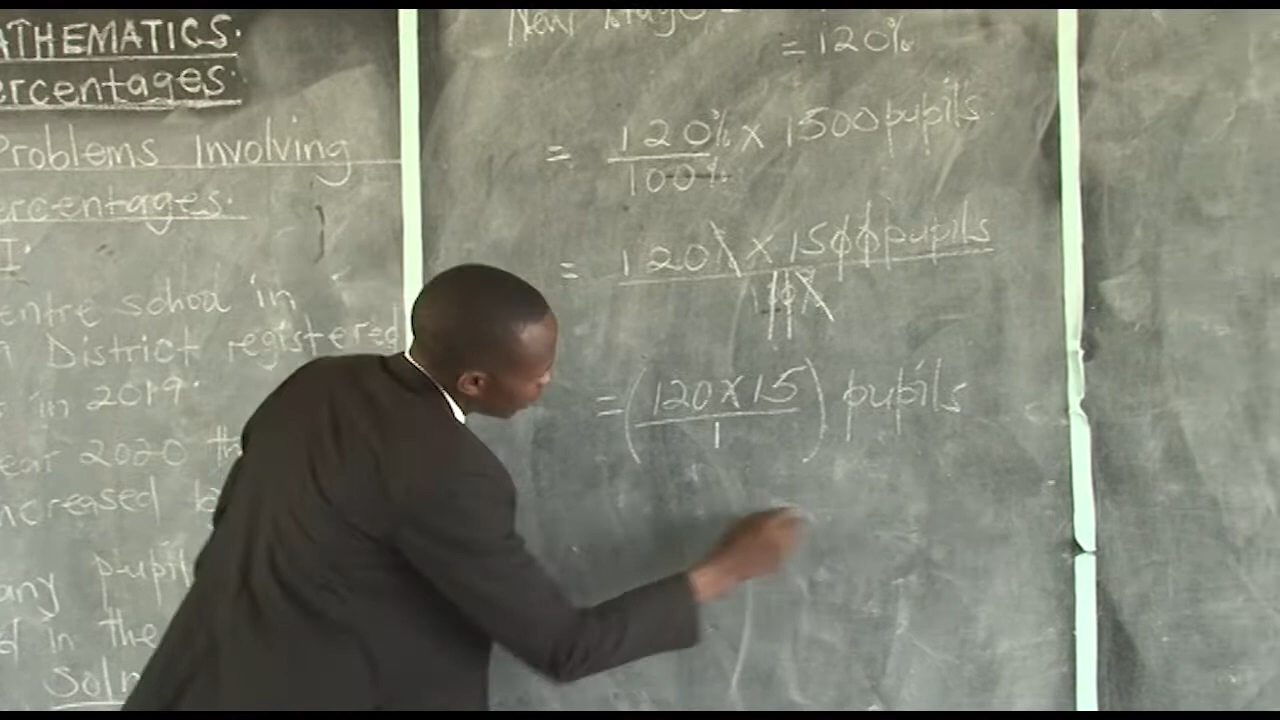 ATHEMATICS.
ercentages.
Problems Involving
ercentages.
I.
entre school in
District registered
in 2019.
ear 2020 th
ncreased b
any pupil
d in the
Soln
New
= 120%
= 120% x 1500 pupils
100%
= 120% x 1500 pupils
100%
= (120 x 15) pupils
1